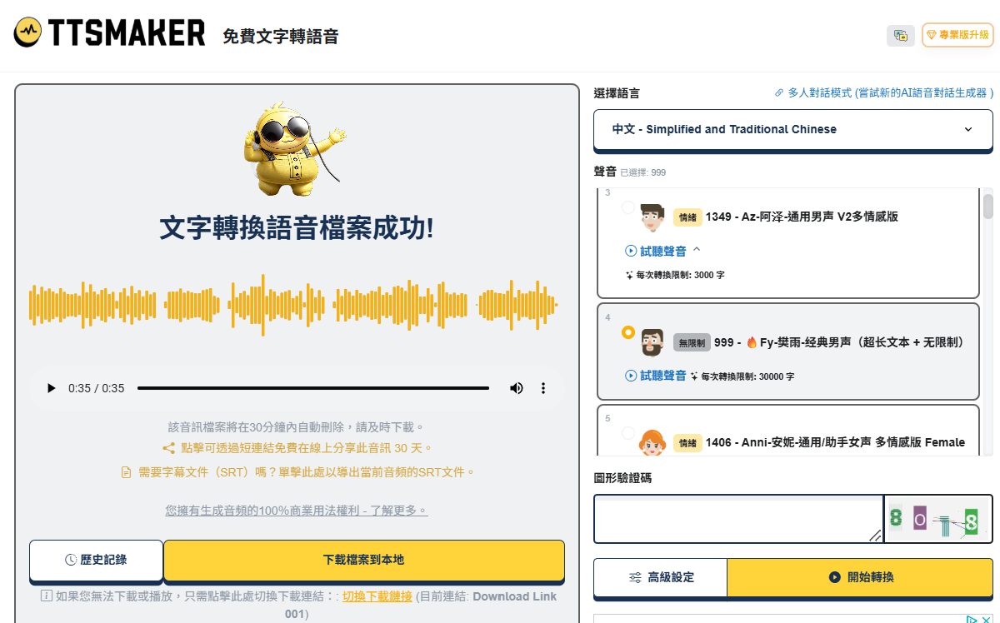 TTSMAKER
免費文字轉語音
專業版升級
文字轉換語音檔案成功!
0:35 / 0:35
該音訊檔案將在30分鐘內自動刪除，請及時下載。
點擊可透過短連結免費在線上分享此音訊 30 天。
需要字幕文件（SRT）嗎？單擊此處以導出當前音頻的SRT文件。
您擁有生成音頻的100%商業用法權利 - 了解更多。
歷史記錄
下載檔案到本地
如果您無法下載或播放，只需點擊此處切換下載連結：: 切換下載鏈接 (目前連結: Download Link
001)
選擇語言
多人對話模式 (嘗試新的AI語音對話生成器 )
中文 - Simplified and Traditional Chinese
聲音 已選擇: 999
3
情緒 1349 - Az-阿泽-通用男声 V2多情感版
試聽聲音
每次轉換限制: 3000 字
4
無限制 999 - 🔥Fy-樊雨-经典男声（超长文本 + 无限制）
試聽聲音 每次轉換限制: 30000 字
5
情緒 1406 - Anni-安妮-通用/助手女声 多情感版 Female
圖形驗證碼
8 O T 8
高級設定
開始轉換